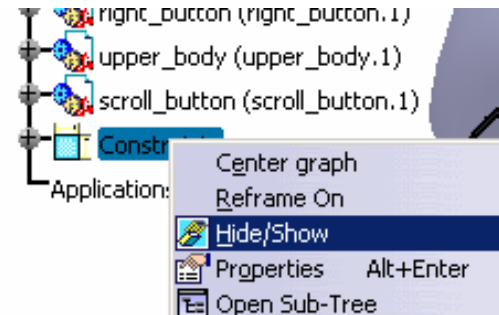 right_button (right_button.1)
upper_body (upper_body.1)
scroll_button (scroll_button.1)
Constr
Applications
Center graph
Reframe On
Hide/Show
Properties Alt+Enter
Open Sub-Tree